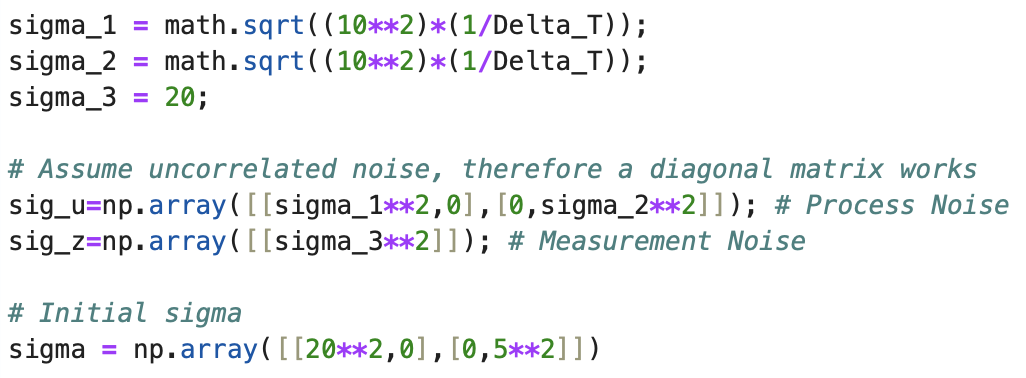 sigma_1 = math.sqrt((10**2)*(1/Delta_T));
sigma_2 = math.sqrt((10**2)*(1/Delta_T));
sigma_3 = 20;
# Assume uncorrelated noise, therefore a diagonal matrix works
sig_u=np.array([[sigma_1**2,0],[0,sigma_2**2]]); # Process Noise
sig_z=np.array([[sigma_3**2]]); # Measurement Noise
# Initial sigma
sigma = np.array([[20**2,0],[0,5**2]])